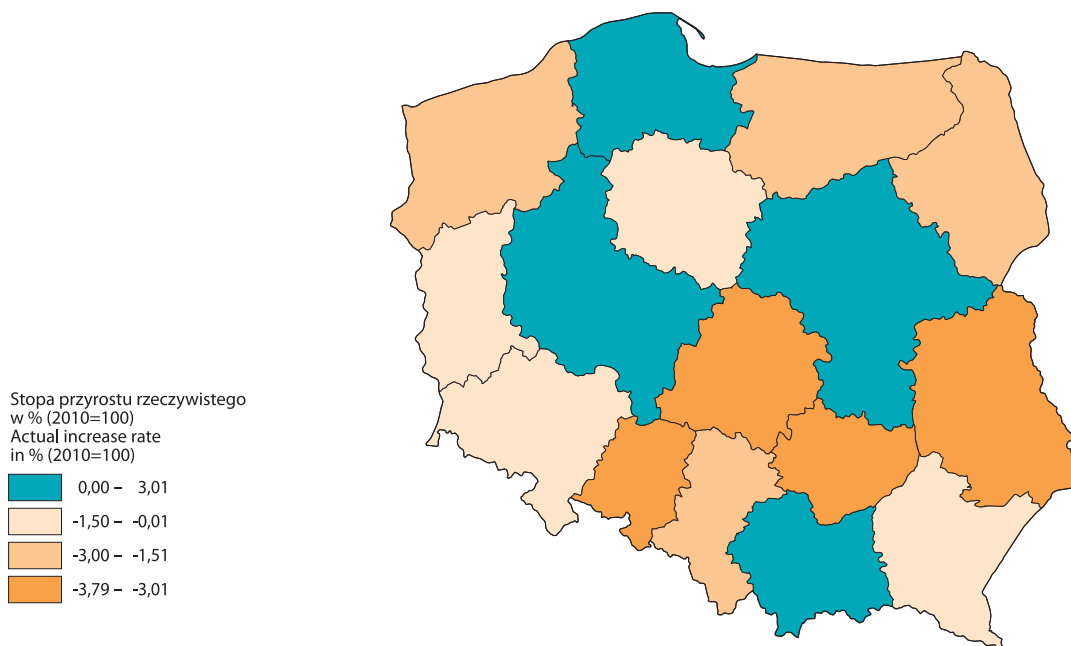 Stopa przyrostu rzeczywistego
w % (2010=100)
Actual increase rate
in % (2010=100)
0,00 – 3,01
-1,50 – -0,01
-3,00 – -1,51
-3,79 – -3,01